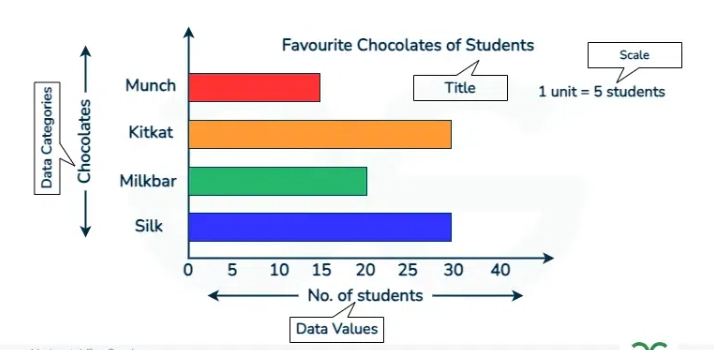 Favourite Chocolates of Students
Scale
Title
1 unit = 5 students
Data Categories
Chocolates
Munch
Kitkat
Milkbar
Silk
0 5 10 15 20 25 30 40
No. of students
Data Values